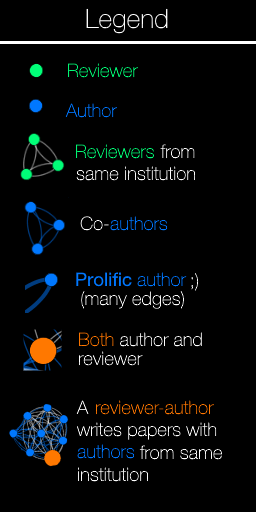 Legend
Reviewer
Author
Reviewers from
same institution
Co-authors
Prolific author ;)
(many edges)
Both author and
reviewer
A reviewer-author
writes papers with
authors from same
institution